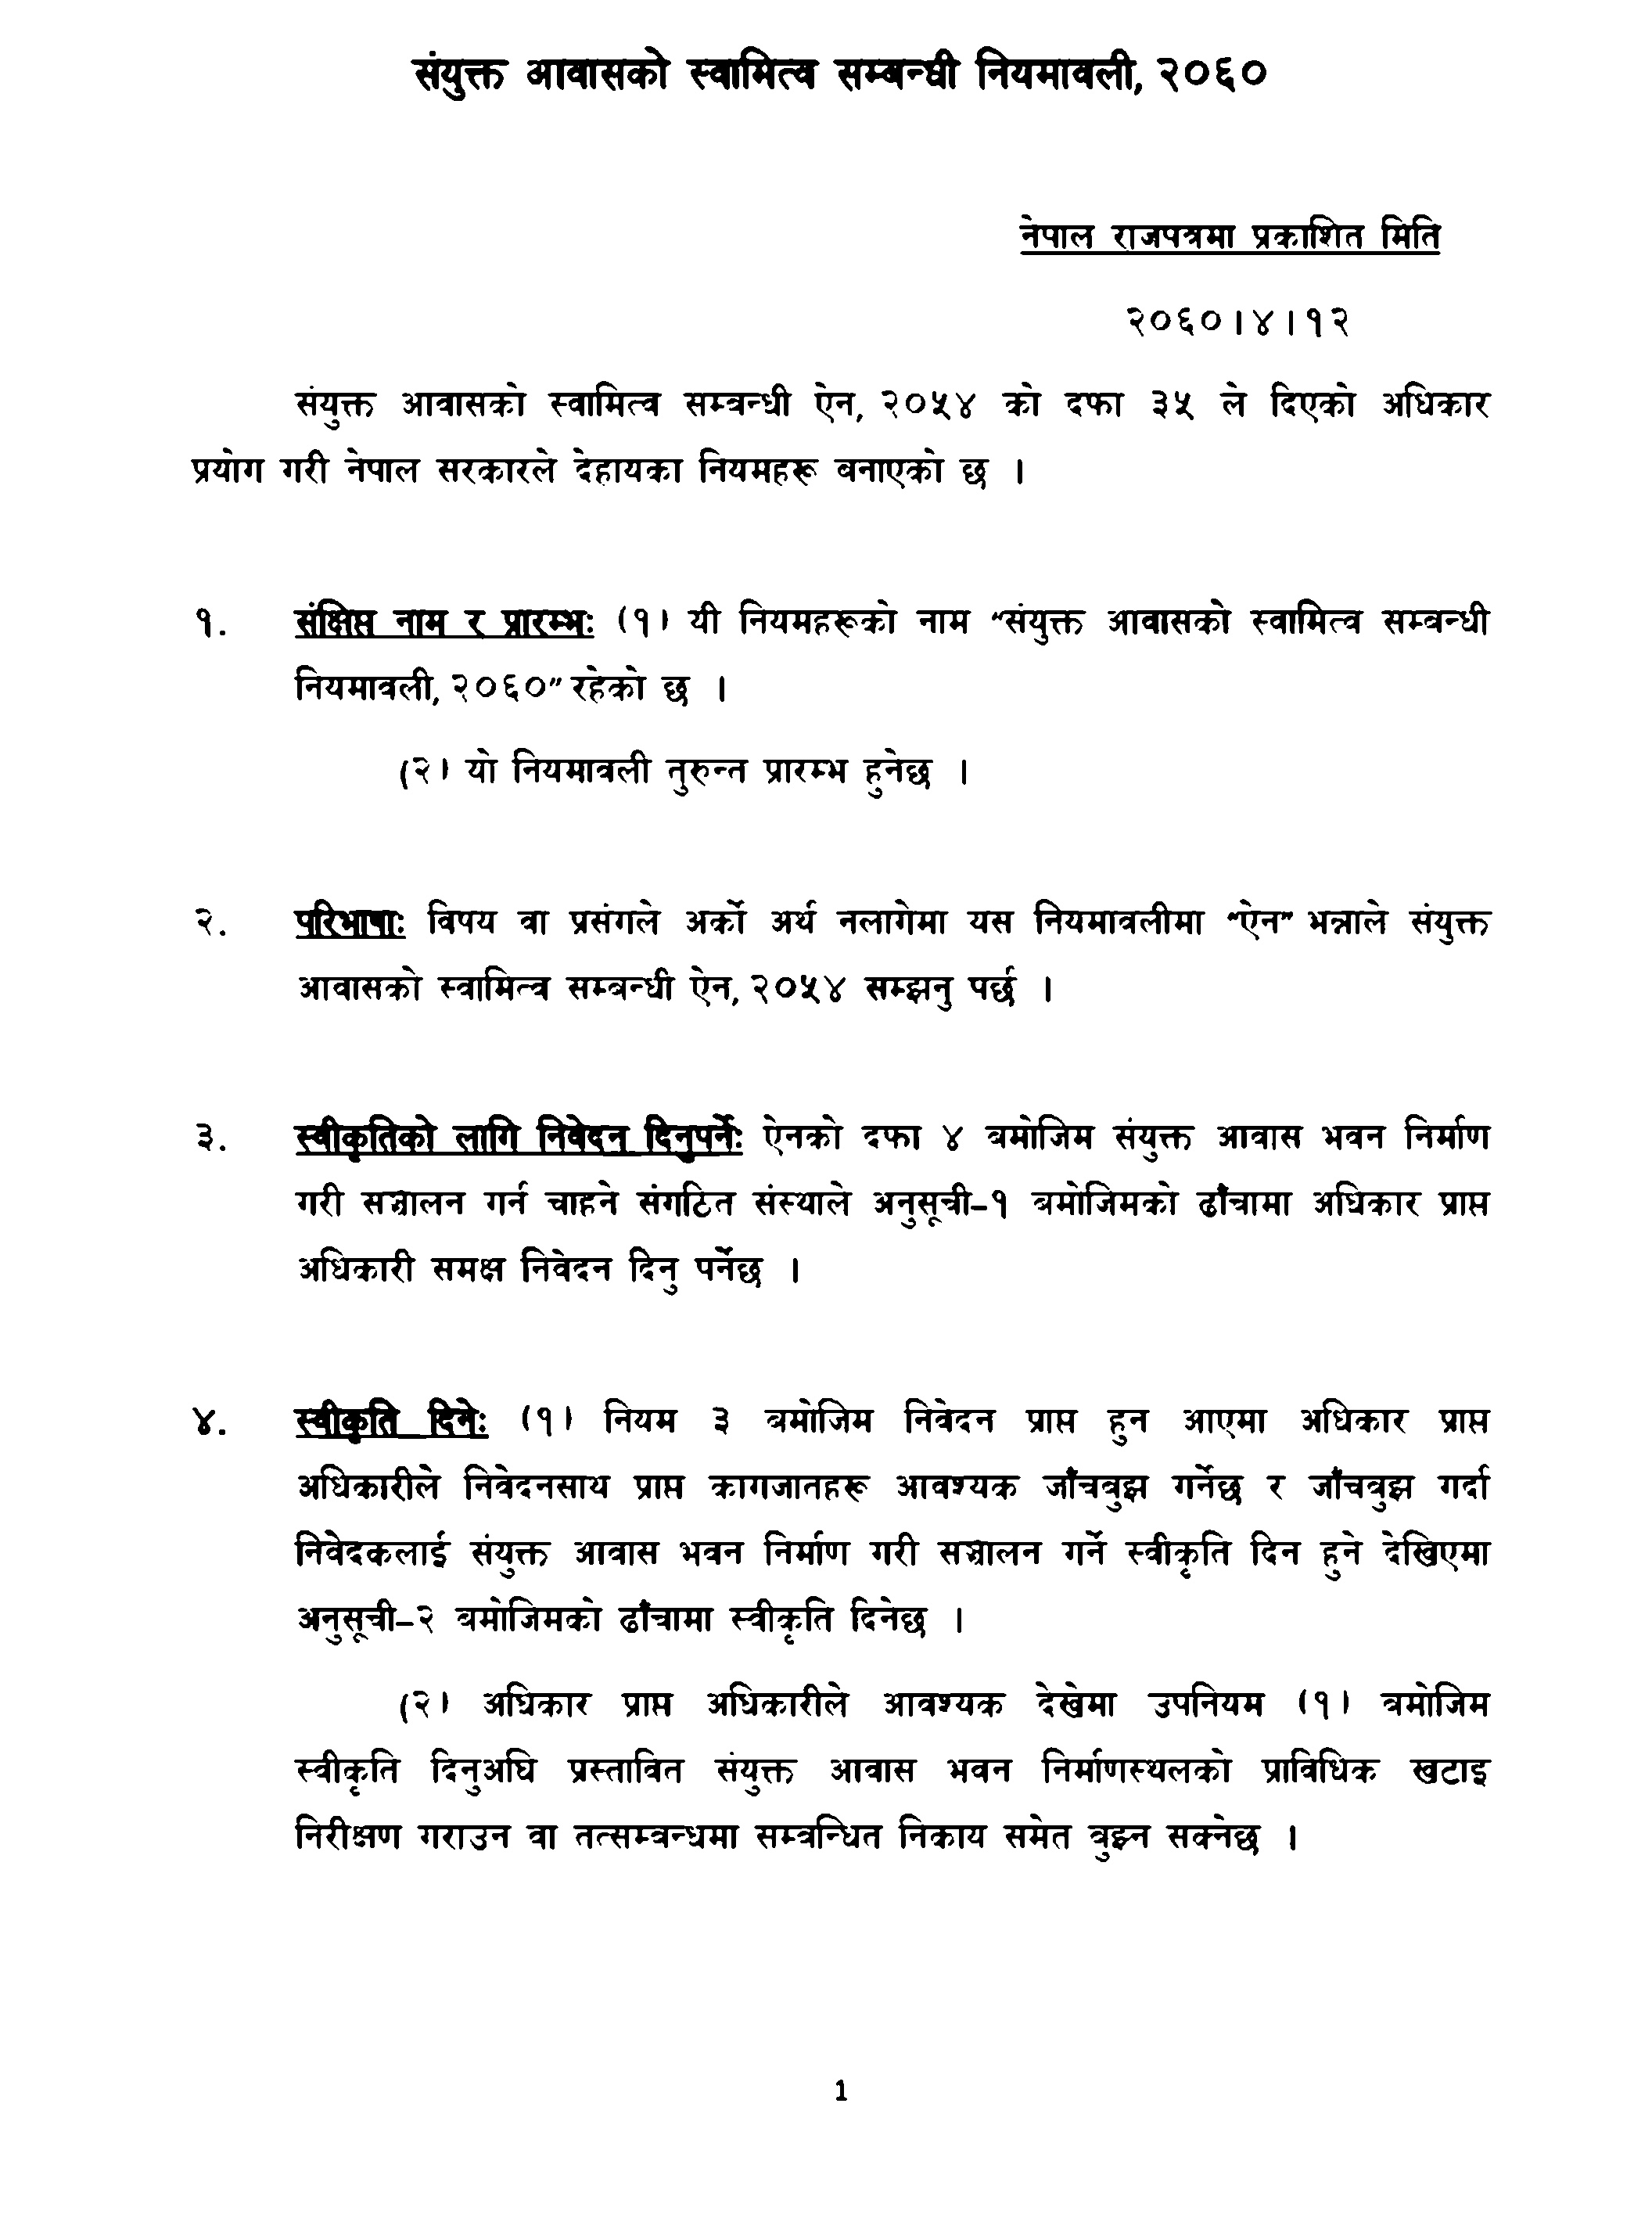 संयुक्त आवासको स्वामित्व सम्बन्धी नियमावली, २०६०
नेपाल राजपत्रमा प्रकाशित मिति
२०६०।४।१२
संयुक्त आवासको स्वामित्व सम्बन्धी ऐन, २०५४ को दफा ३५ ले दिएको अधिकार
प्रयोग गरी नेपाल सरकारले देहायका नियमहरू बनाएको छ ।
१. संक्षिप्त नाम र प्रारम्भः (१) यी नियमहरूको नाम "संयुक्त आवासको स्वामित्व सम्बन्धी
नियमावली, २०६०" रहेको छ ।
(२) यो नियमावली तुरुन्त प्रारम्भ हुनेछ ।
२. परिभाषाः विषय वा प्रसंगले अर्को अर्थ नलागेमा यस नियमावलीमा "ऐन" भन्नाले संयुक्त
आवासको स्वामित्व सम्बन्धी ऐन, २०५४ सम्झनु पर्छ ।
३. स्वीकृतिको लागि निवेदन दिनुपर्नेः ऐनको दफा ४ बमोजिम संयुक्त आवास भवन निर्माण
गरी सञ्चालन गर्न चाहने संगठित संस्थाले अनुसूची–१ बमोजिमको ढाँचामा अधिकार प्राप्त
अधिकारी समक्ष निवेदन दिनु पर्नेछ ।
४. स्वीकृति दिनेः (१) नियम ३ बमोजिम निवेदन प्राप्त हुन आएमा अधिकार प्राप्त
अधिकारीले निवेदनसाथ प्राप्त कागजातहरू आवश्यक जाँचबुझ गर्नेछ र जाँचबुझ गर्दा
निवेदकलाई संयुक्त आवास भवन निर्माण गरी सञ्चालन गर्ने स्वीकृति दिन हुने देखिएमा
अनुसूची–२ बमोजिमको ढाँचामा स्वीकृति दिनेछ ।
(२) अधिकार प्राप्त अधिकारीले आवश्यक देखेमा उपनियम (१) बमोजिम
स्वीकृति दिनुअघि प्रस्तावित संयुक्त आवास भवन निर्माणस्थलको प्राविधिक खटाइ
निरीक्षण गराउन वा तत्सम्बन्धमा सम्बन्धित निकाय समेत बुझ्न सक्नेछ ।
1